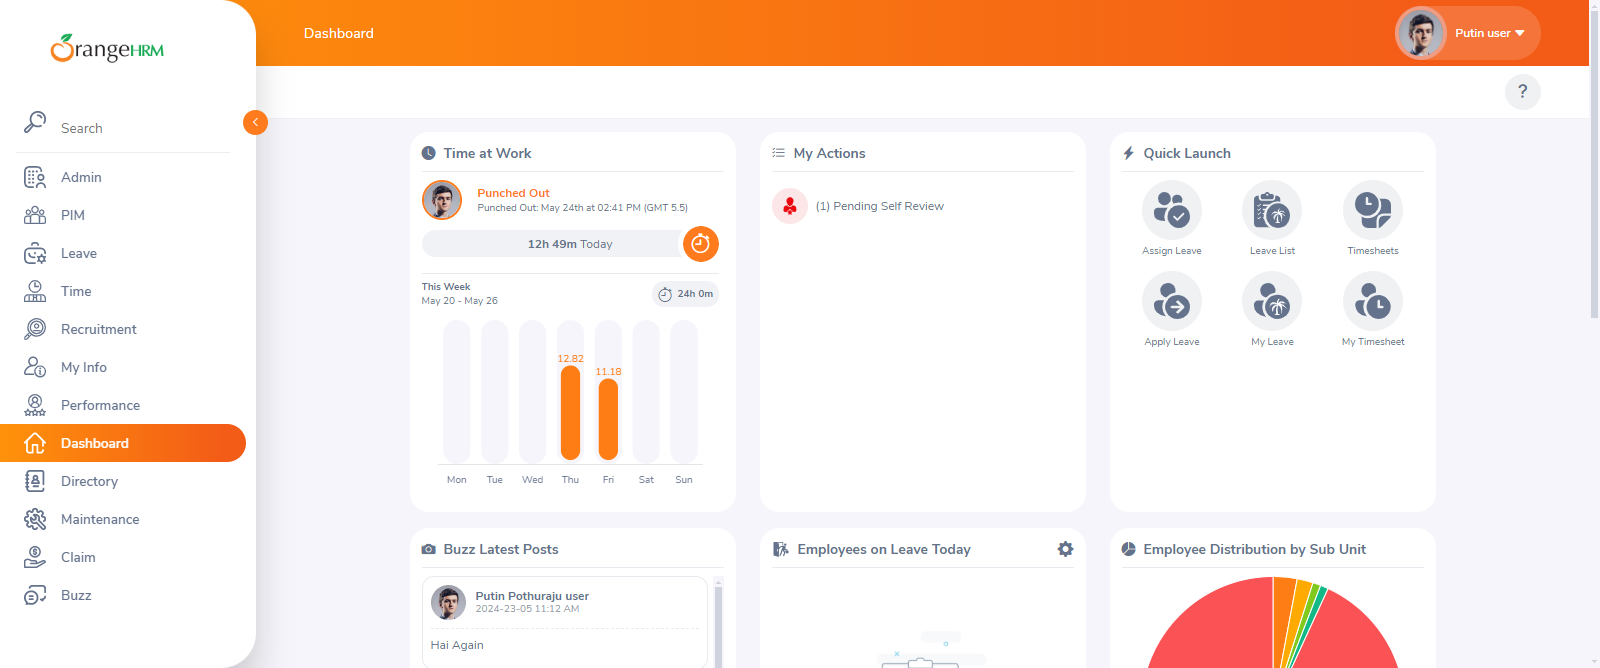 OrangeHRM
Dashboard
Putin user
?
Search
Admin
PIM
Leave
Time
Recruitment
My Info
Performance
Dashboard
Directory
Maintenance
Claim
Buzz
Time at Work
Punched Out
Punched Out: May 24th at 02:41 PM (GMT 5.5)
12h 49m Today
This Week
May 20 - May 26
24h 0m
12.82
11.18
Mon Tue Wed Thu Fri Sat Sun
My Actions
(1) Pending Self Review
Quick Launch
Assign Leave Leave List Timesheets
Apply Leave My Leave My Timesheet
Buzz Latest Posts
Putin Pothuraju user
2024-23-05 11:12 AM
Hai Again
Employees on Leave Today
Employee Distribution by Sub Unit